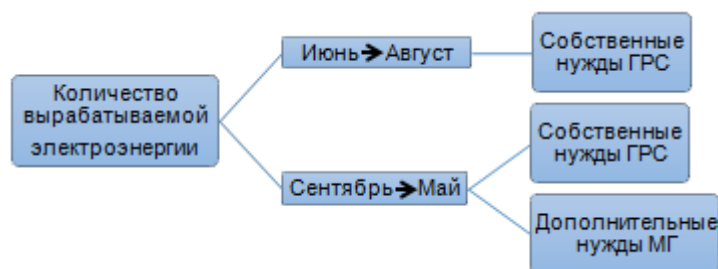 Количество
вырабатываемой
электроэнергии
Июнь➔Август
Собственные
нужды ГРС
Сентябрь➔Май
Собственные
нужды ГРС
Дополнительные
нужды МГ